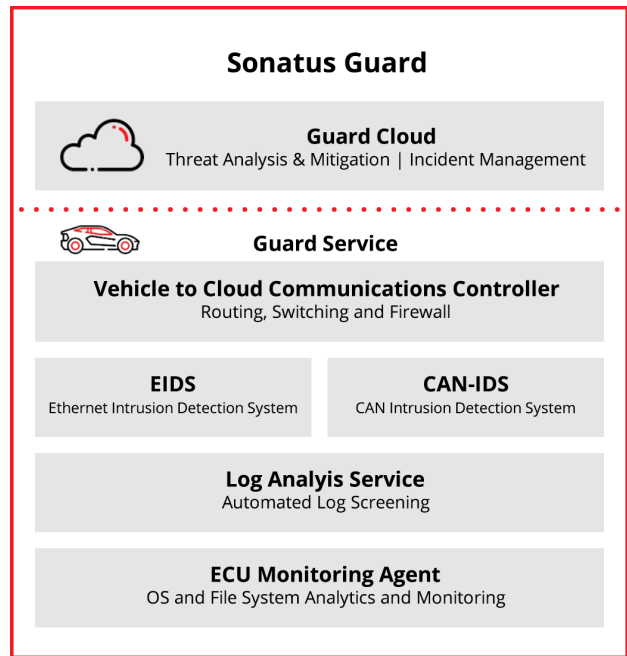 Sonatus Guard
Guard Cloud
Threat Analysis & Mitigation | Incident Management
Guard Service
Vehicle to Cloud Communications Controller
Routing, Switching and Firewall
EIDS
Ethernet Intrusion Detection System
CAN-IDS
CAN Intrusion Detection System
Log Analyis Service
Automated Log Screening
ECU Monitoring Agent
OS and File System Analytics and Monitoring